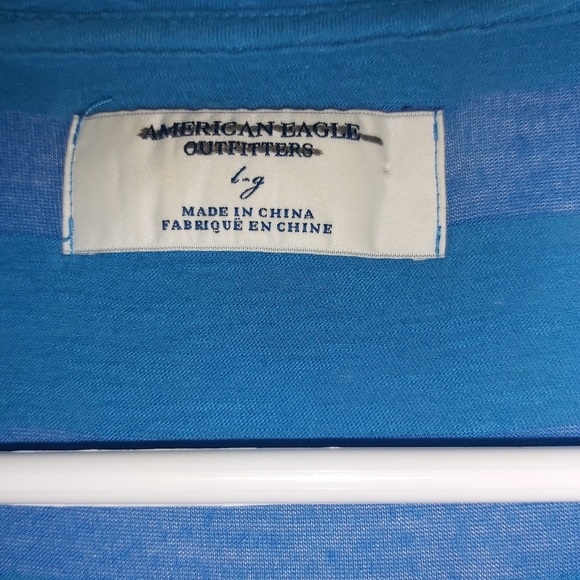 AMERICAN EAGLE
OUTFITTERS
L-g
MADE IN CHINA
FABRIQUÉ EN CHINE